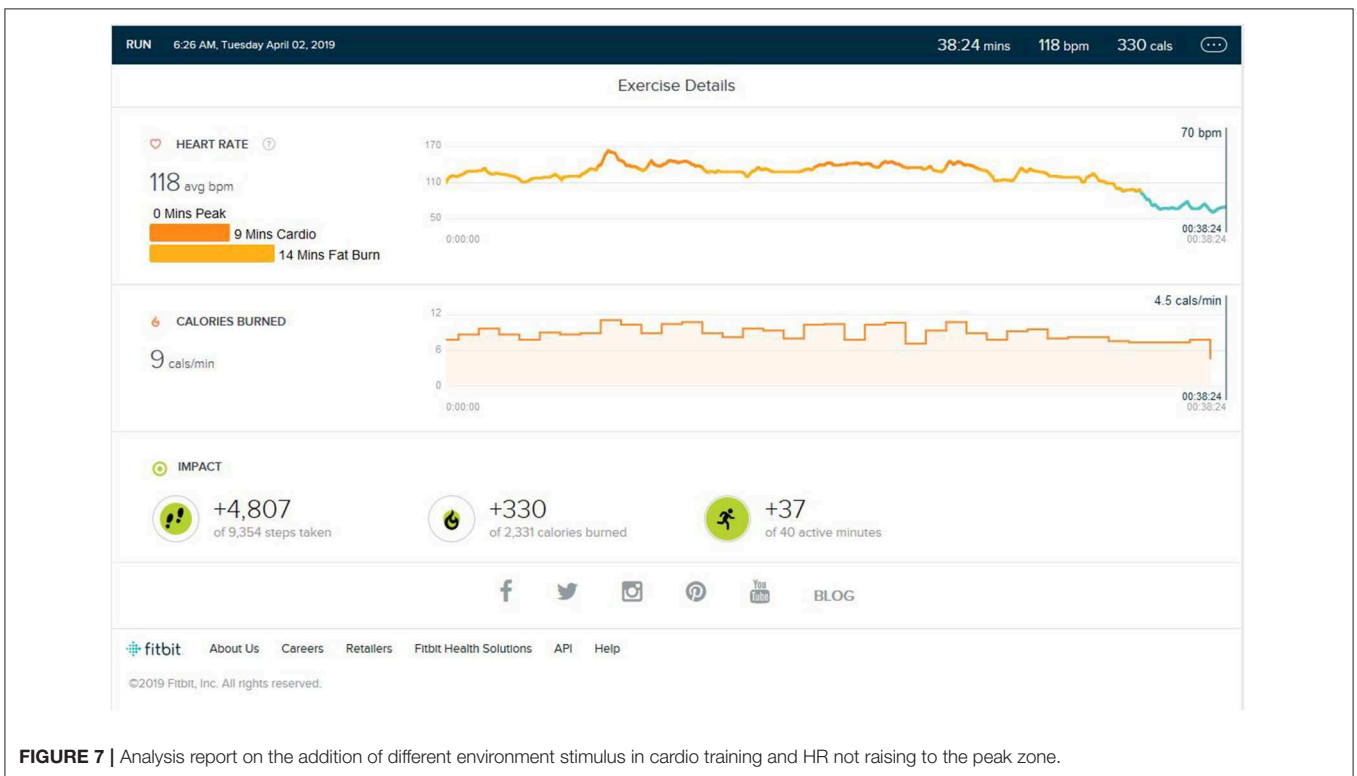 RUN 6:26 AM, Tuesday April 02, 2019 38:24 mins 118 bpm 330 cals
Exercise Details
HEART RATE ?
118 avg bpm
0 Mins Peak
9 Mins Cardio
14 Mins Fat Burn
70 bpm
170
110
50
00:38:24
0:00:00 00:38:24
CALORIES BURNED
9 cals/min
4.5 cals/min
12
6
0
00:38:24
0:00:00 00:38:24
IMPACT
+4,807
of 9,354 steps taken
+330
of 2,331 calories burned
+37
of 40 active minutes
f You Tube BLOG
fitbit About Us Careers Retailers Fitbit Health Solutions API Help
©2019 Fitbit, Inc. All rights reserved.
FIGURE 7 | Analysis report on the addition of different environment stimulus in cardio training and HR not raising to the peak zone.